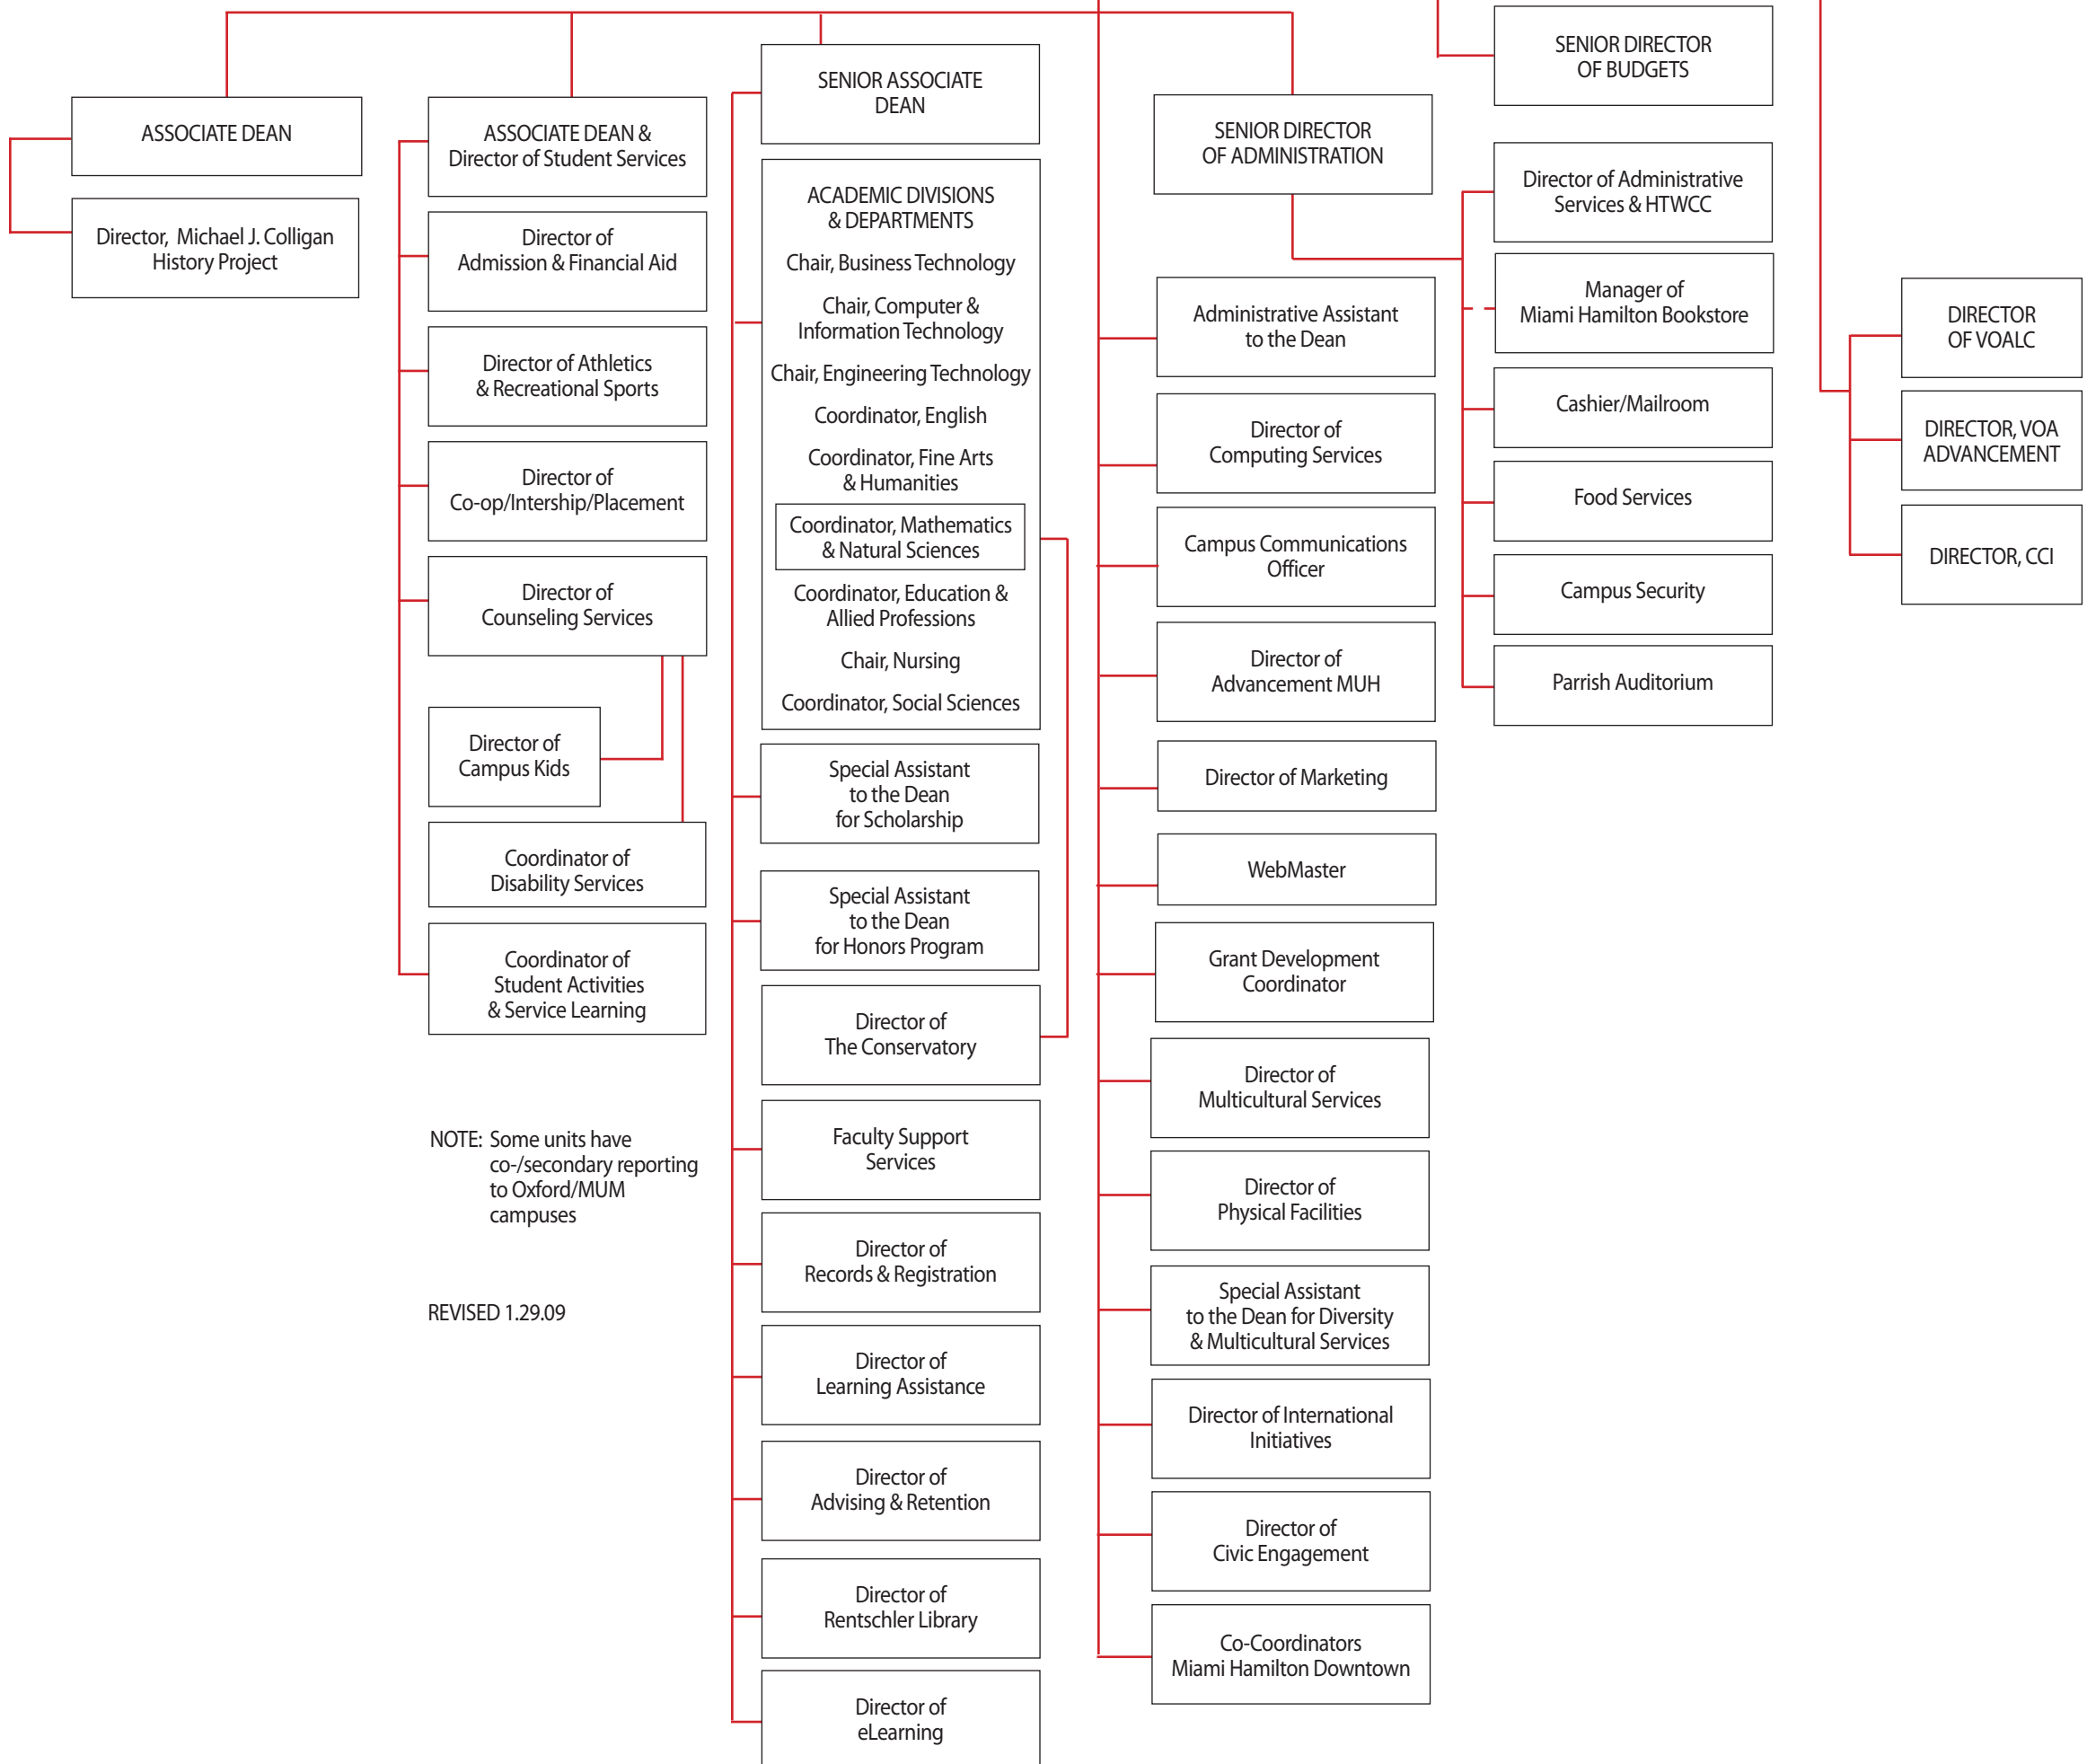 ASSOCIATE DEAN
Director, Michael J. Colligan
History Project
ASSOCIATE DEAN &
Director of Student Services
Director of
Admission & Financial Aid
Director of Athletics
& Recreational Sports
Director of
Co-op/Intership/Placement
Director of
Counseling Services
Director of
Campus Kids
Coordinator of
Disability Services
Coordinator of
Student Activities
& Service Learning
NOTE: Some units have
co-/secondary reporting
to Oxford/MUM
campuses
REVISED 1.29.09
SENIOR ASSOCIATE
DEAN
ACADEMIC DIVISIONS
& DEPARTMENTS
Chair, Business Technology
Chair, Computer &
Information Technology
Chair, Engineering Technology
Coordinator, English
Coordinator, Fine Arts
& Humanities
Coordinator, Mathematics
& Natural Sciences
Coordinator, Education &
Allied Professions
Chair, Nursing
Coordinator, Social Sciences
Special Assistant
to the Dean
for Scholarship
Special Assistant
to the Dean
for Honors Program
Director of
The Conservatory
Faculty Support
Services
Director of
Records & Registration
Director of
Learning Assistance
Director of
Advising & Retention
Director of
Rentschler Library
Director of
eLearning
SENIOR DIRECTOR
OF ADMINISTRATION
Administrative Assistant
to the Dean
Director of
Computing Services
Campus Communications
Officer
Director of
Advancement MUH
Director of Marketing
WebMaster
Grant Development
Coordinator
Director of
Multicultural Services
Director of
Physical Facilities
Special Assistant
to the Dean for Diversity
& Multicultural Services
Director of International
Initiatives
Director of
Civic Engagement
Co-Coordinators
Miami Hamilton Downtown
SENIOR DIRECTOR
OF BUDGETS
Director of Administrative
Services & HTWCC
Manager of
Miami Hamilton Bookstore
Cashier/Mailroom
Food Services
Campus Security
Parrish Auditorium
DIRECTOR
OF VOALC
DIRECTOR, VOA
ADVANCEMENT
DIRECTOR, CCI